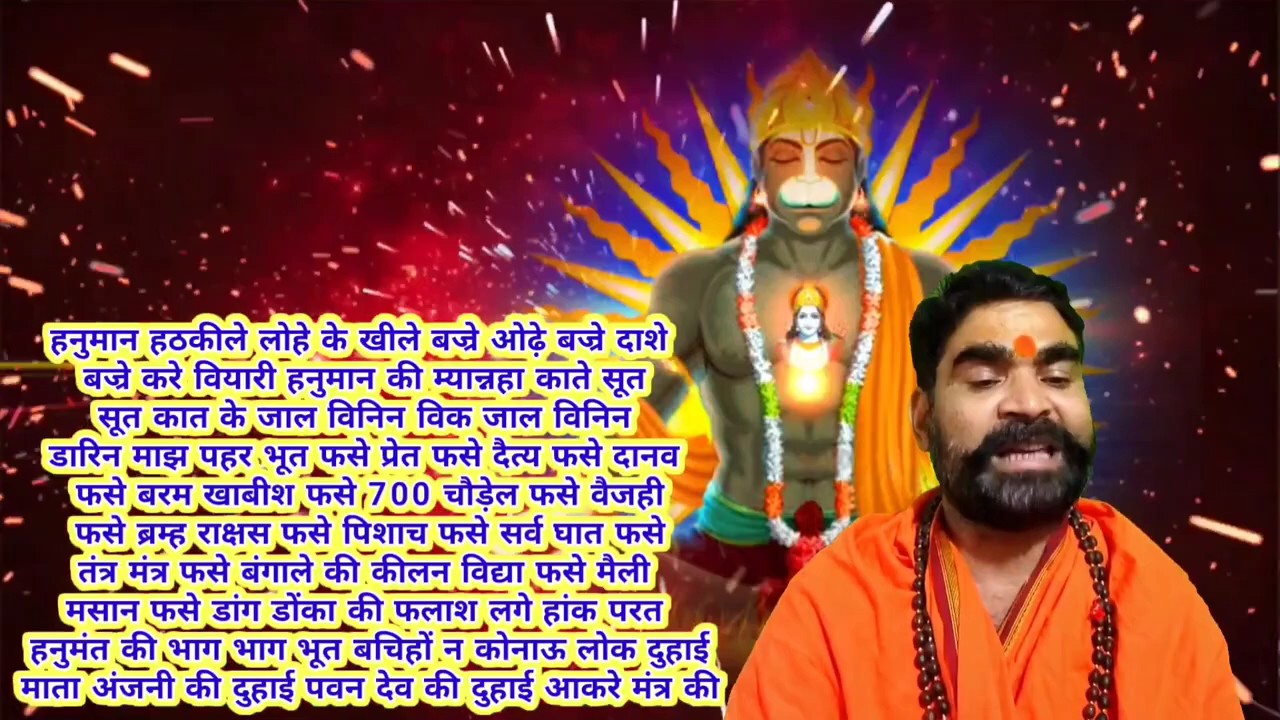 हनुमान हठकीले लोहे के खीले बज्रे ओढ़े बज्रे दाशे
बज्रे करे वियारी हनुमान की म्यान्नहा काते सूत
सूत कात के जाल विनिन विक जाल विनिन
डारिन माझ पहर भूत फसे प्रेत फसे दैत्य फसे दानव
फसे बरम खाबीश फसे 700 चौड़ेल फसे वैजही
फसे ब्रम्ह राक्षस फसे पिशाच फसे सर्व घात फसे
तंत्र मंत्र फसे बंगाले की कीलन विद्या फसे मैली
मसान फसे डांग डोंका की फलाश लगे हांक परत
हनुमंत की भाग भाग भूत बचिहों न कोनाऊ लोक दुहाई
माता अंजनी की दुहाई पवन देव की दुहाई आकरे मंत्र की